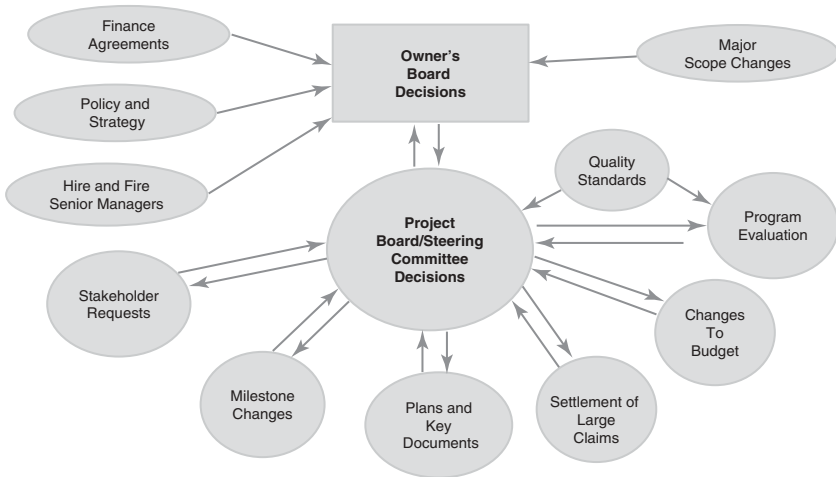 Finance
Agreements
Owner's
Board
Decisions
Major
Scope Changes
Policy and
Strategy
Hire and Fire
Senior Managers
Quality
Standards
Project
Board/Steering
Committee
Decisions
Program
Evaluation
Stakeholder
Requests
Changes
To
Budget
Milestone
Changes
Plans and
Key
Documents
Settlement of
Large
Claims